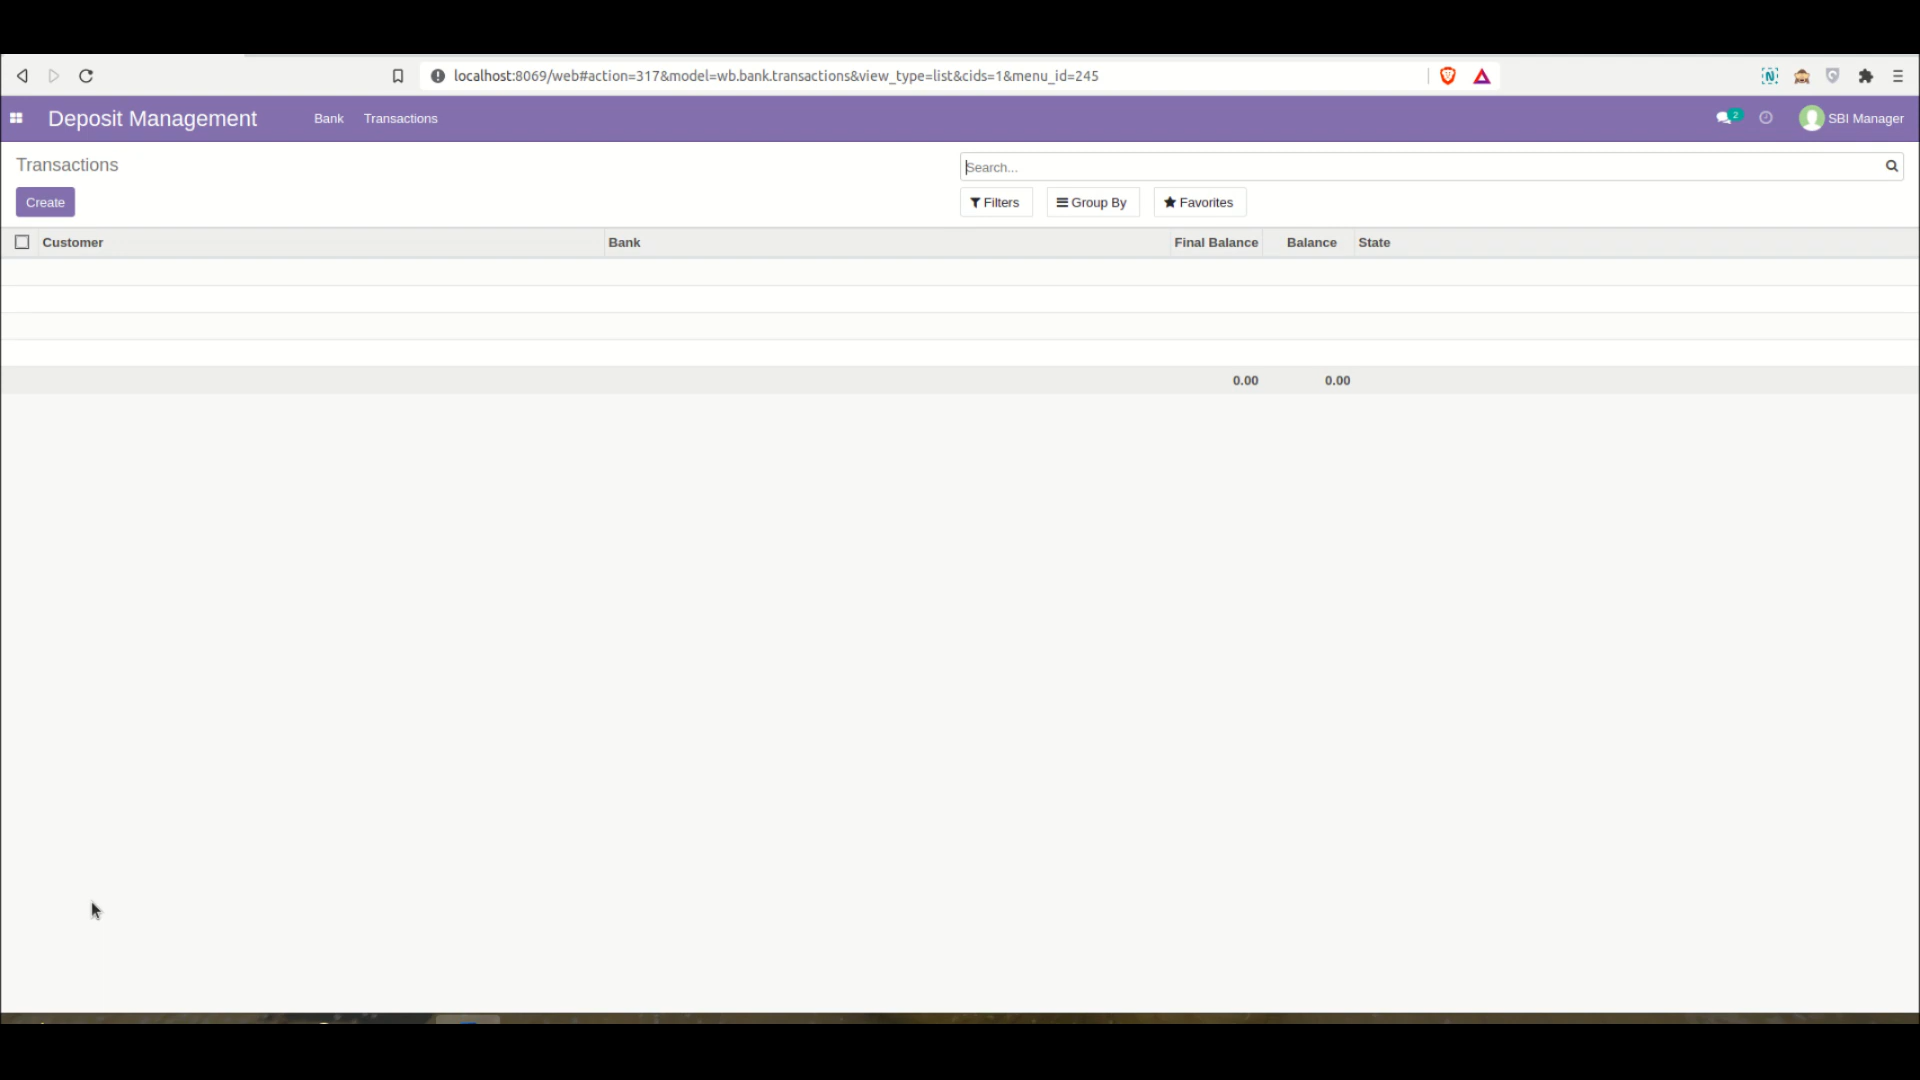 localhost:8069/web#action=317&model=wb.bank.transactions&view_type=list&cids=1&menu_id=245
N
Deposit Management Bank Transactions 2 SBI Manager
Transactions Search...
Create Filters Group By Favorites
Customer Bank Final Balance Balance State
0.00 0.00